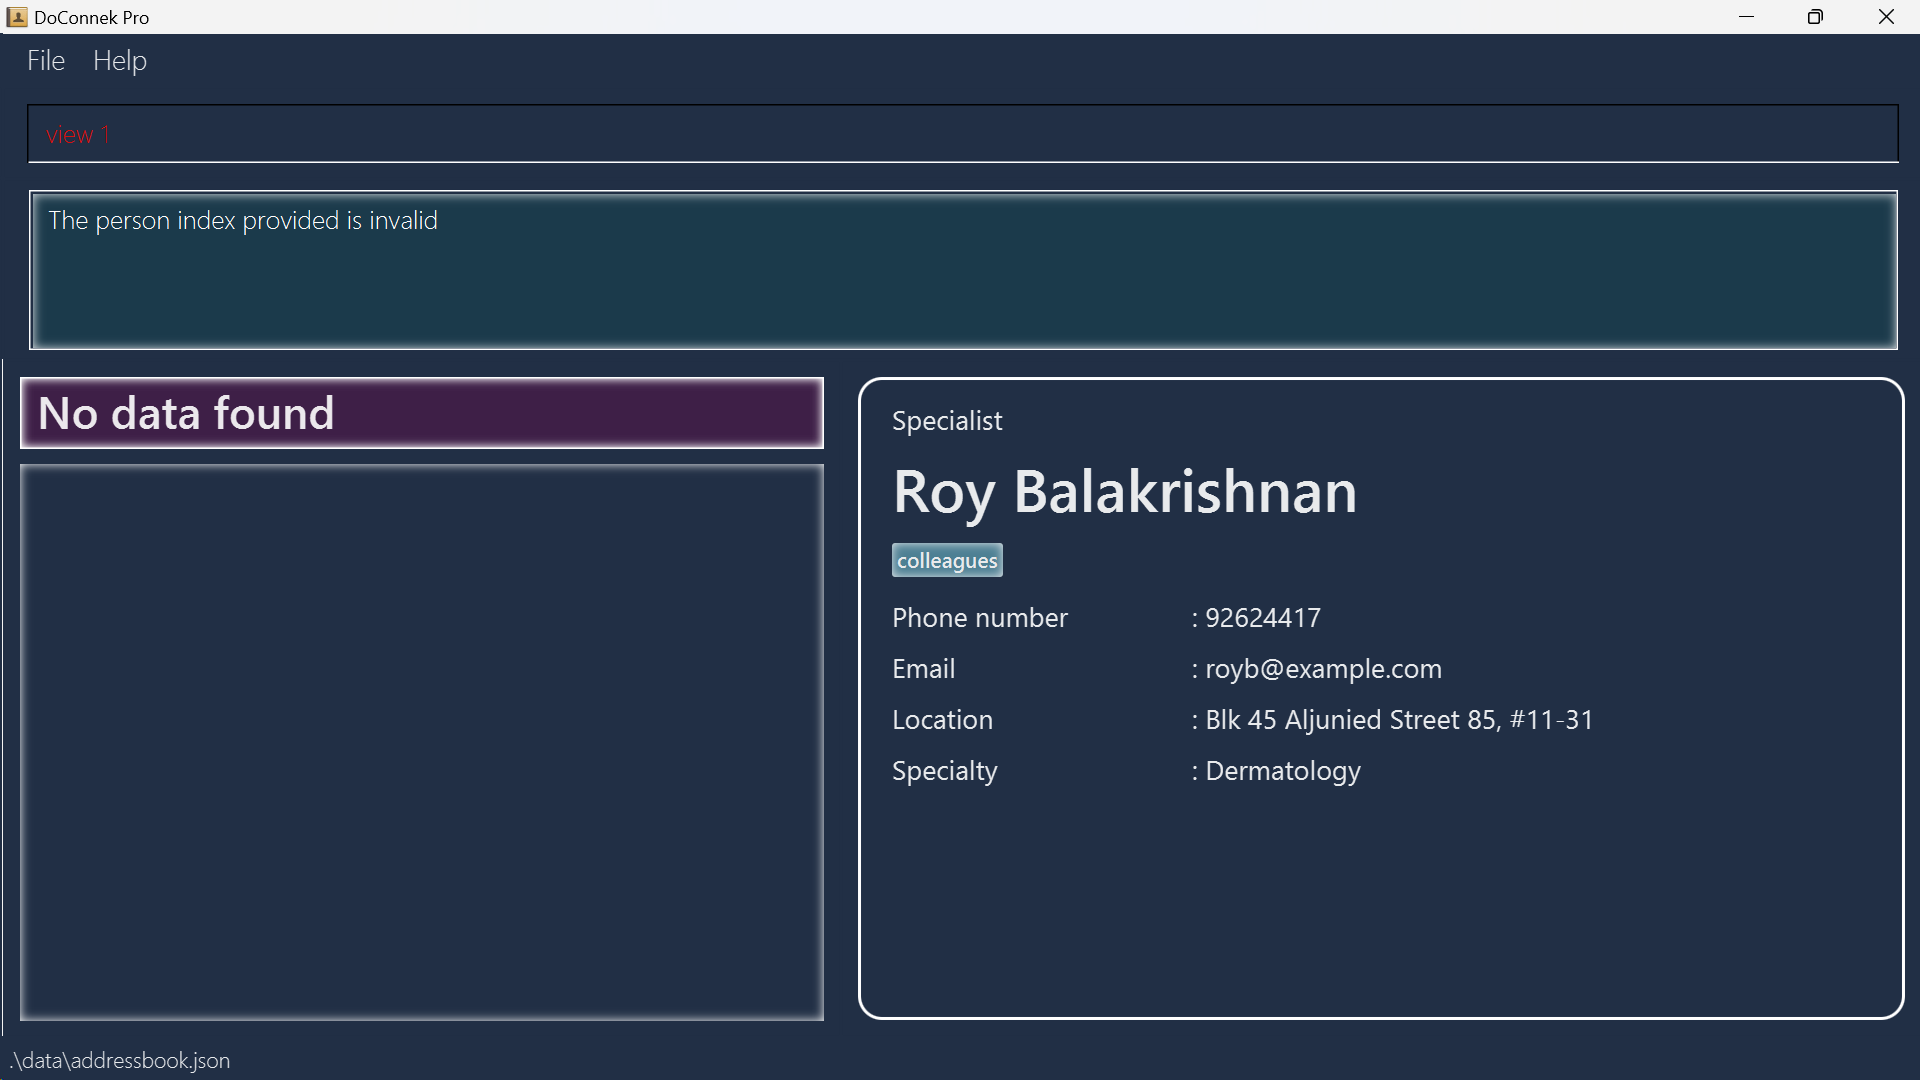 DoConnek Pro
File Help
view 1
The person index provided is invalid
No data found
Specialist
Roy Balakrishnan
colleagues
Phone number : 92624417
Email : royb@example.com
Location : Blk 45 Aljunied Street 85, #11-31
Specialty : Dermatology
.\data\addressbook.json